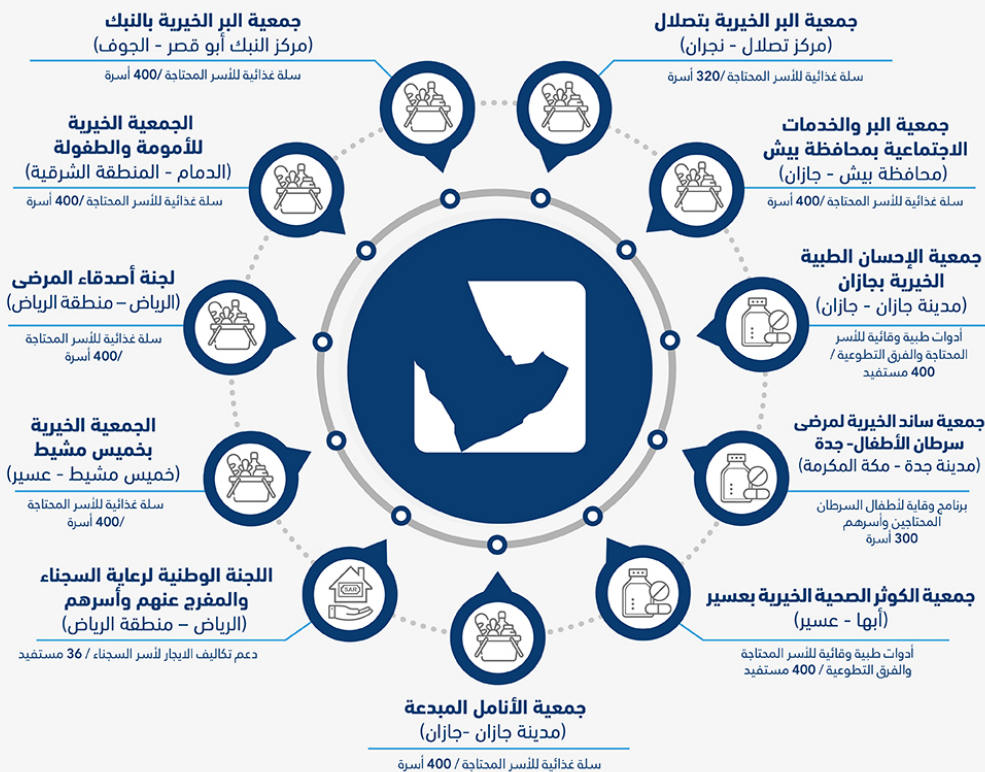 جمعية البر الخيرية بتصلال
(مركز تصلال - نجران)
سلة غذائية للأسر المحتاجة /320 أسرة
جمعية البر والخدمات
الاجتماعية بمحافظة بيش
(محافظة بيش - جازان)
سلة غذائية للأسر المحتاجة /400 أسرة
جمعية الإحسان الطبية
الخيرية بجازان
(مدينة جازان - جازان)
أدوات طبية وقائية للأسر
المحتاجة والفرق التطوعية /
400 مستفيد
جمعية ساند الخيرية لمرضى
سرطان الأطفال- جدة
(مدينة جدة - مكة المكرمة)
برنامج وقاية لأطفال السرطان
المحتاجين وأسرهم
300 أسرة
جمعية الكوثر الصحية الخيرية بعسير
(أبها - عسير)
أدوات طبية وقائية للأسر المحتاجة
والفرق التطوعية / 400 مستفيد
جمعية الأنامل المبدعة
(مدينة جازان -جازان)
سلة غذائية للأسر المحتاجة / 400 أسرة
اللجنة الوطنية لرعاية السجناء
والمفرج عنهم وأسرهم
(الرياض – منطقة الرياض)
دعم تكاليف الايجار لأسر السجناء / 36 مستفيد
SAR
الجمعية الخيرية
بخميس مشيط
(خميس مشيط - عسير)
سلة غذائية للأسر المحتاجة
/400 أسرة
لجنة أصدقاء المرضى
(الرياض – منطقة الرياض)
سلة غذائية للأسر المحتاجة
/400 أسرة
الجمعية الخيرية
للأمومة والطفولة
(الدمام - المنطقة الشرقية)
سلة غذائية للأسر المحتاجة /400 أسرة
جمعية البر الخيرية بالنبك
(مركز النبك أبو قصر - الجوف)
سلة غذائية للأسر المحتاجة /400 أسرة